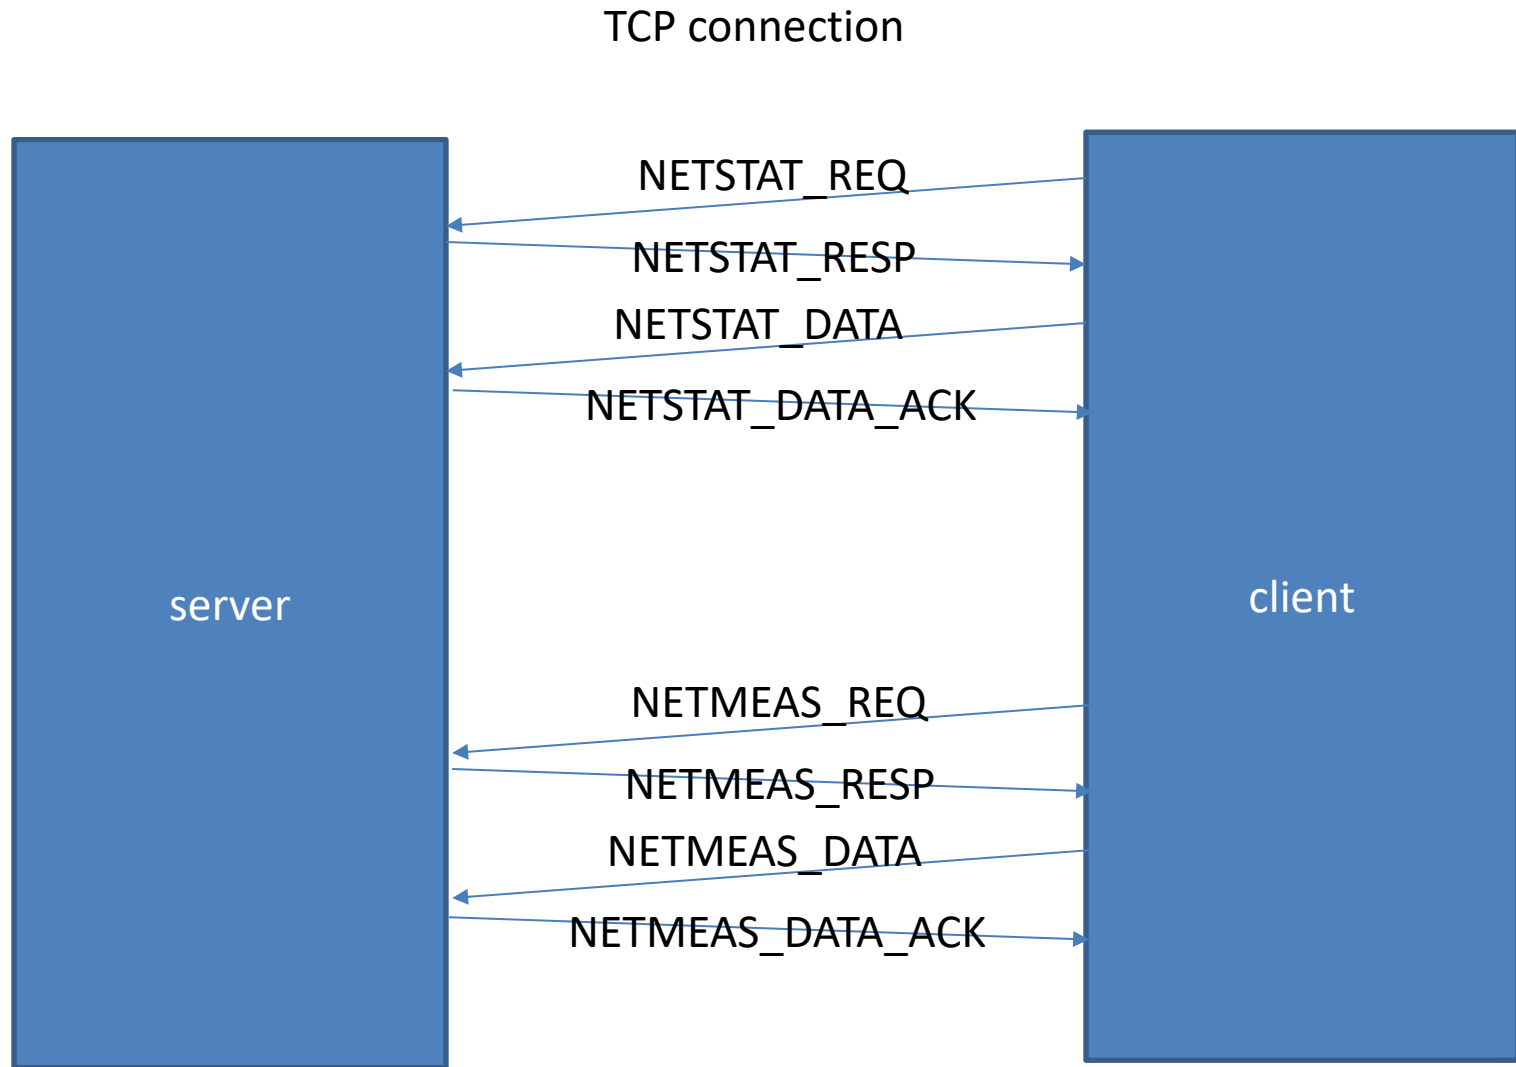 TCP connection
NETSTAT_REQ
NETSTAT_RESP
NETSTAT_DATA
NETSTAT_DATA_ACK
server
client
NETMEAS_REQ
NETMEAS_RESP
NETMEAS_DATA
NETMEAS_DATA_ACK